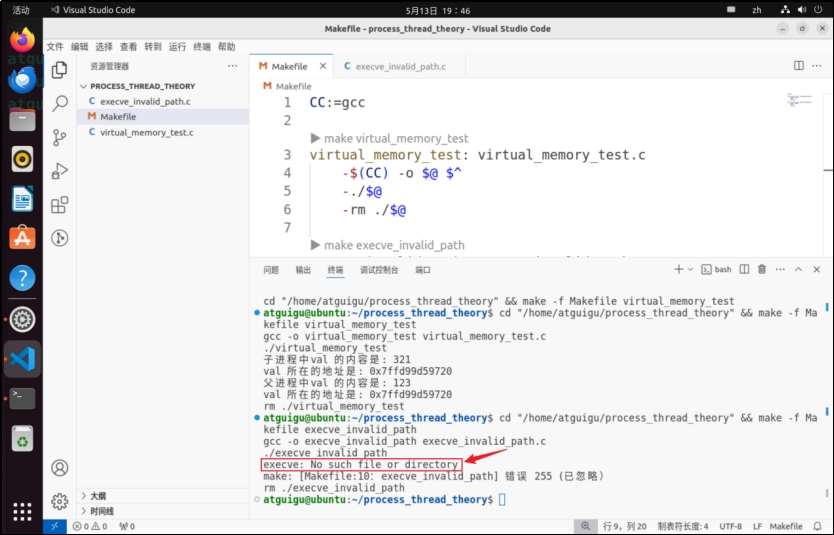 活动 Visual Studio Code 5月13日 19：46 zh
Makefile - process_thread_theory - Visual Studio Code
文件 编辑 选择 查看 转到 运行 终端 帮助
资源管理器
PROCESS_THREAD_THEORY
C execve_invalid_path.c
M Makefile
C virtual_memory_test.c
大纲
时间线
M Makefile C execve_invalid_path.c
M Makefile
1 CC:=gcc
2
make virtual_memory_test
3 virtual_memory_test: virtual_memory_test.c
4 -$(CC) -o $@ $^
5 -./$@
6 -rm ./$@
7
make execve_invalid_path
问题 输出 终端 调试控制台 端口 bash
cd "/home/atguigu/process_thread_theory" && make -f Makefile virtual_memory_test
atguigu@ubuntu:~/process_thread_theory$ cd "/home/atguigu/process_thread_theory" && make -f Ma
kefile virtual_memory_test
gcc -o virtual_memory_test virtual_memory_test.c
./virtual_memory_test
子进程中val 的内容是: 321
val 所在的地址是: 0x7ffd99d59720
父进程中val 的内容是: 123
val 所在的地址是: 0x7ffd99d59720
rm ./virtual_memory_test
atguigu@ubuntu:~/process_thread_theory$ cd "/home/atguigu/process_thread_theory" && make -f Ma
kefile execve_invalid_path
gcc -o execve_invalid_path execve_invalid_path.c
./execve_invalid_path
execve: No such file or directory
make: [Makefile:10：execve_invalid_path] 错误 255 (已忽略)
rm ./execve_invalid_path
atguigu@ubuntu:~/process_thread_theory$
0 0 0 行 9，列 20 制表符长度: 4 UTF-8 LF Makefile